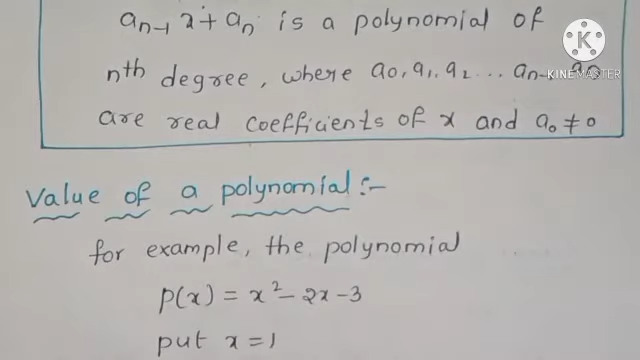 aₙ₋₁ x + aₙ is a polynomial of
nth degree, where a₀, a₁, a₂ ... aₙ₋
are real coefficients of x and a₀ ≠ 0
Value of a polynomial :-
for example, the polynomial
p(x) = x² - 2x - 3
put x = 1
KINEMASTER